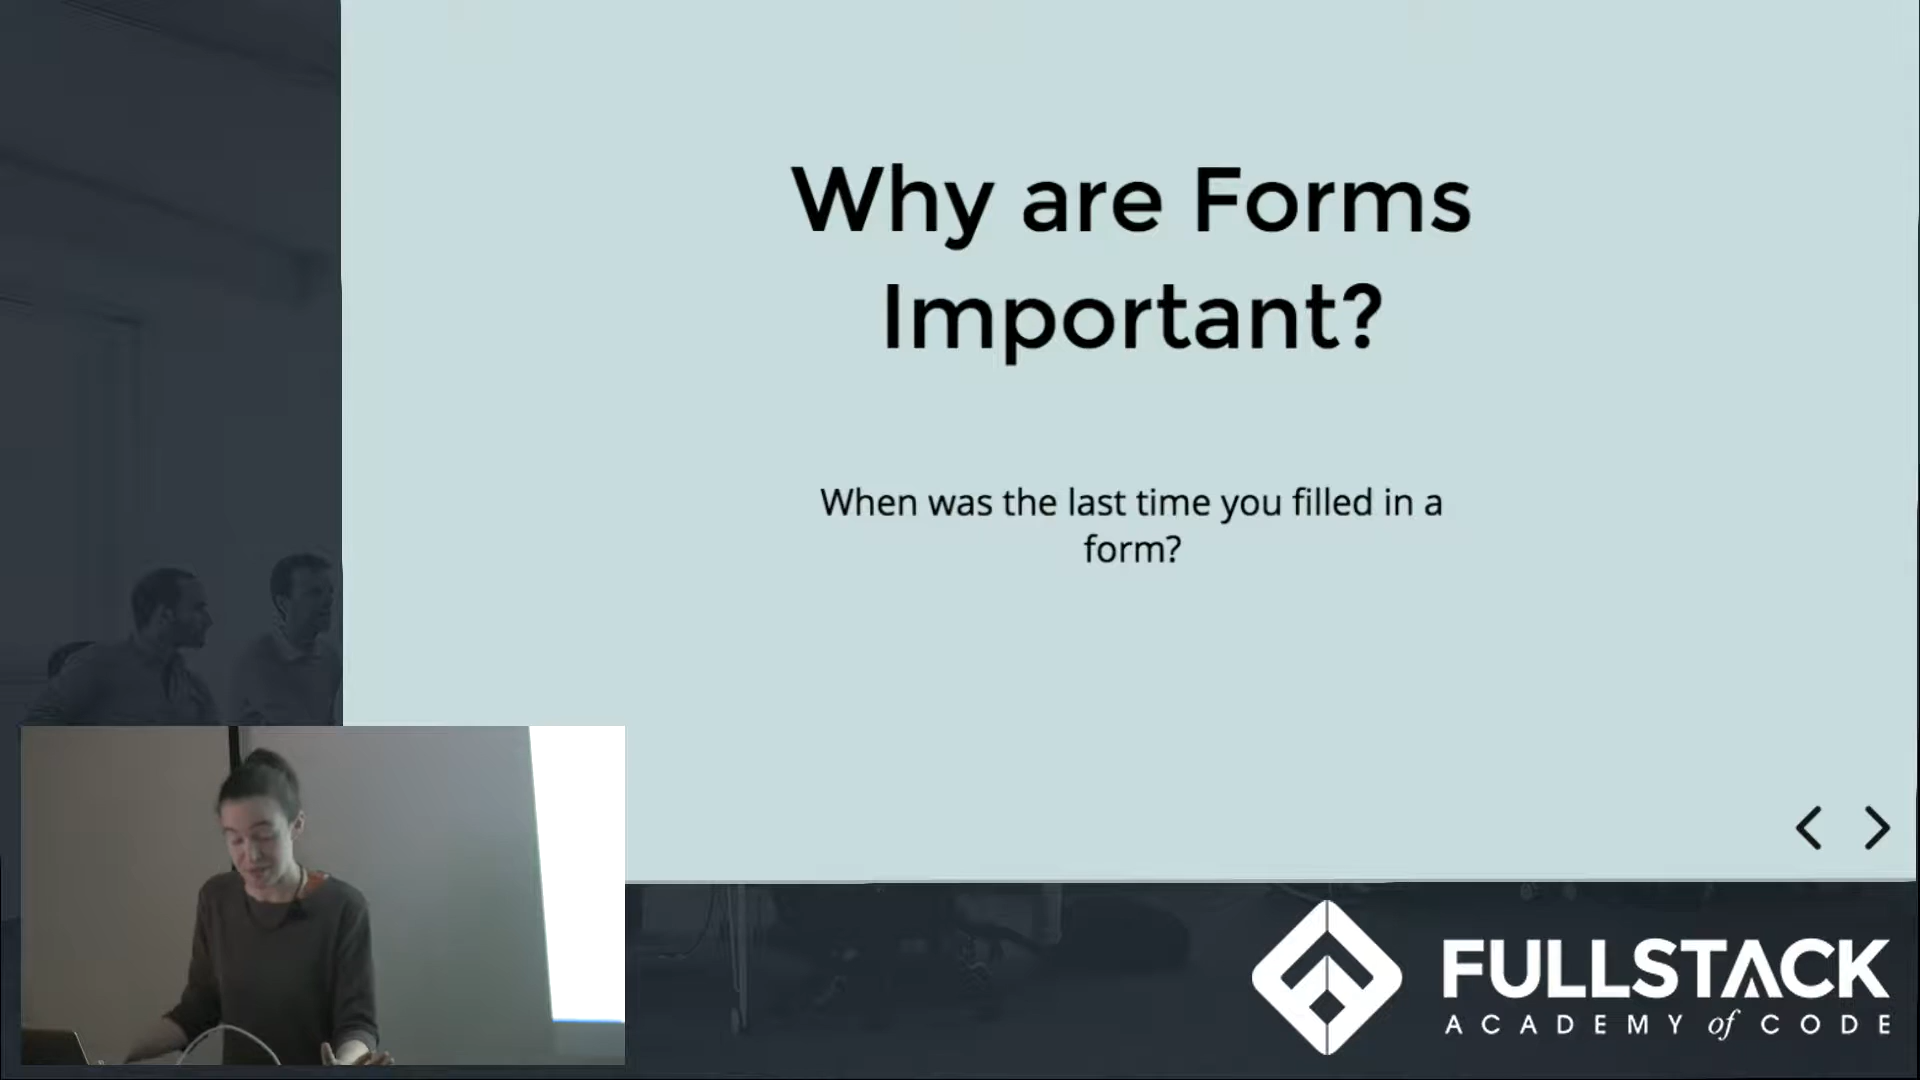 Why are Forms
Important?
When was the last time you filled in a
form?
FULLSTACK
ACADEMY of CODE